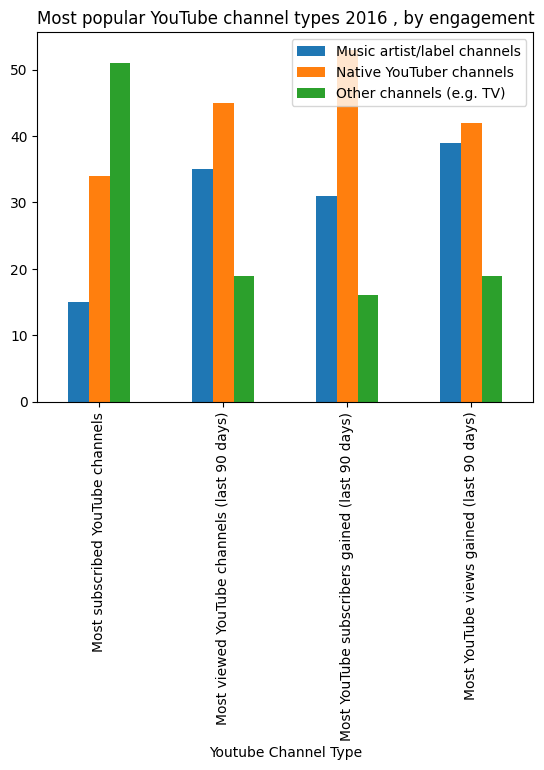 Most popular YouTube channel types 2016 , by engagement
Music artist/label channels
Native YouTuber channels
Other channels (e.g. TV)
50
40
30
20
10
0
Most subscribed YouTube channels
Most viewed YouTube channels (last 90 days)
Most YouTube subscribers gained (last 90 days)
Most YouTube views gained (last 90 days)
Youtube Channel Type